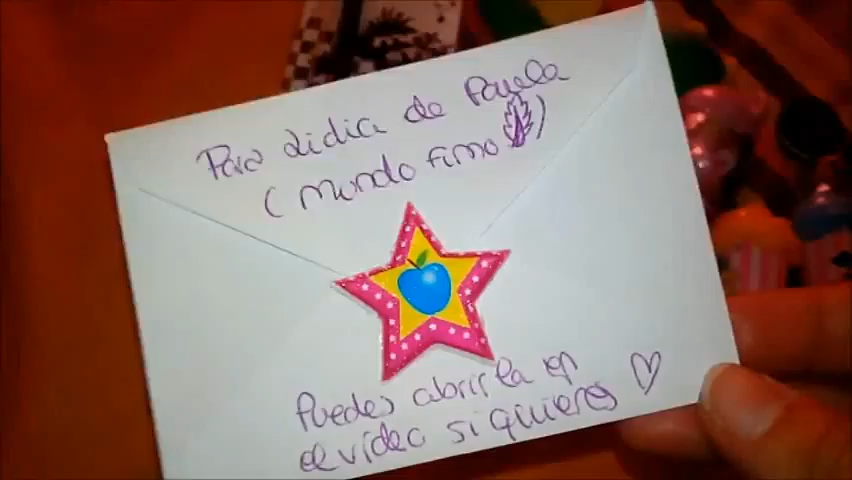 Para Lidia de Paula
( mundo fimo )
Puedes abrirla en
el vídeo si quieres